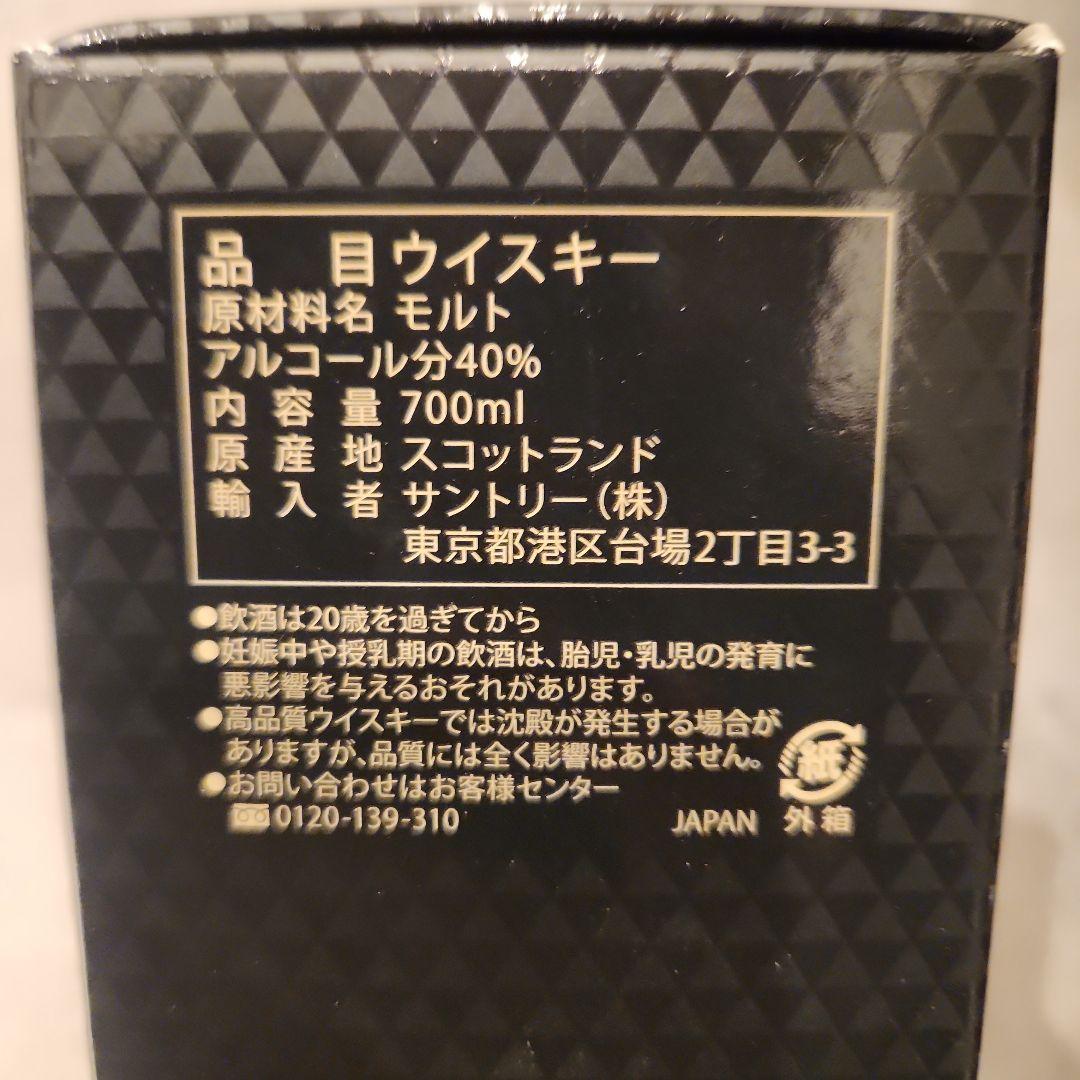 品目 ウイスキー
原材料名 モルト
アルコール分40%
内容量 700ml
原産地 スコットランド
輸入者 サントリー(株)
東京都港区台場2丁目3-3
●飲酒は20歳を過ぎてから
●妊娠中や授乳期の飲酒は、胎児・乳児の発育に
悪影響を与えるおそれがあります。
●高品質ウイスキーでは沈殿が発生する場合が
ありますが、品質には全く影響はありません。
●お問い合わせはお客様センター
0120-139-310
JAPAN
紙
外箱